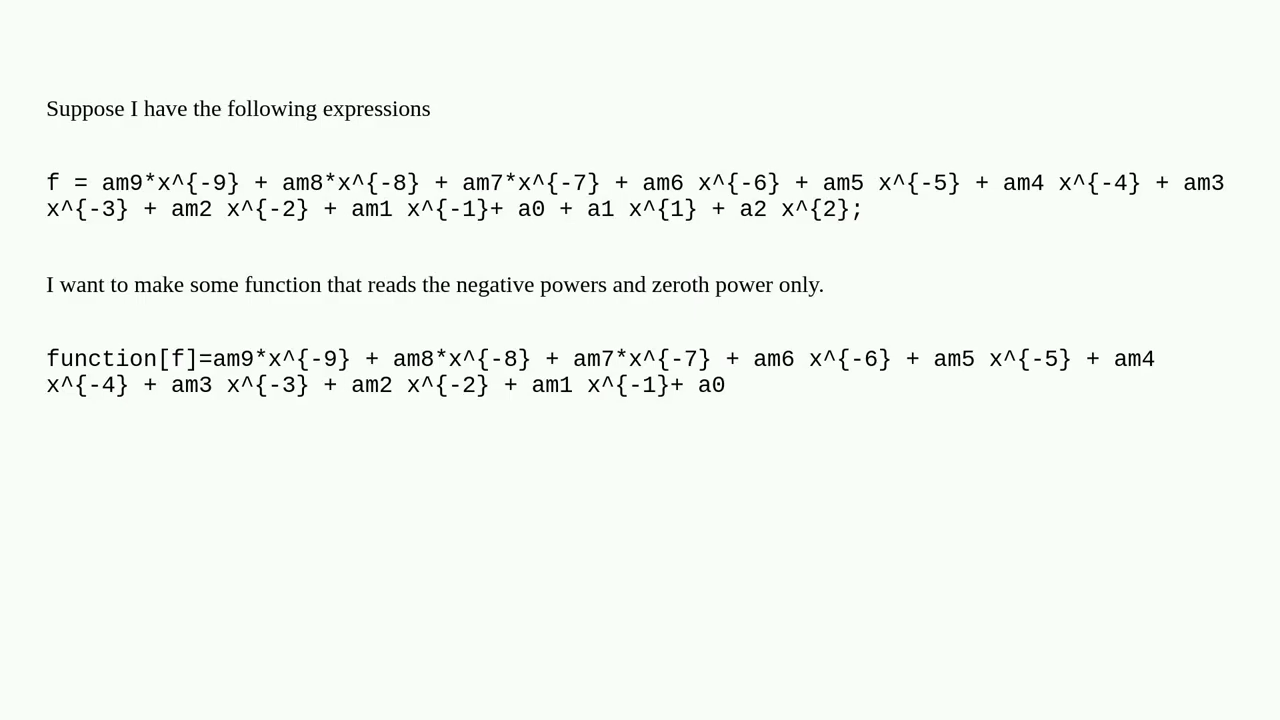 Suppose I have the following expressions
f = am9*x^{-9} + am8*x^{-8} + am7*x^{-7} + am6 x^{-6} + am5 x^{-5} + am4 x^{-4} + am3
x^{-3} + am2 x^{-2} + am1 x^{-1}+ a0 + a1 x^{1} + a2 x^{2};
I want to make some function that reads the negative powers and zeroth power only.
function[f]=am9*x^{-9} + am8*x^{-8} + am7*x^{-7} + am6 x^{-6} + am5 x^{-5} + am4
x^{-4} + am3 x^{-3} + am2 x^{-2} + am1 x^{-1}+ a0